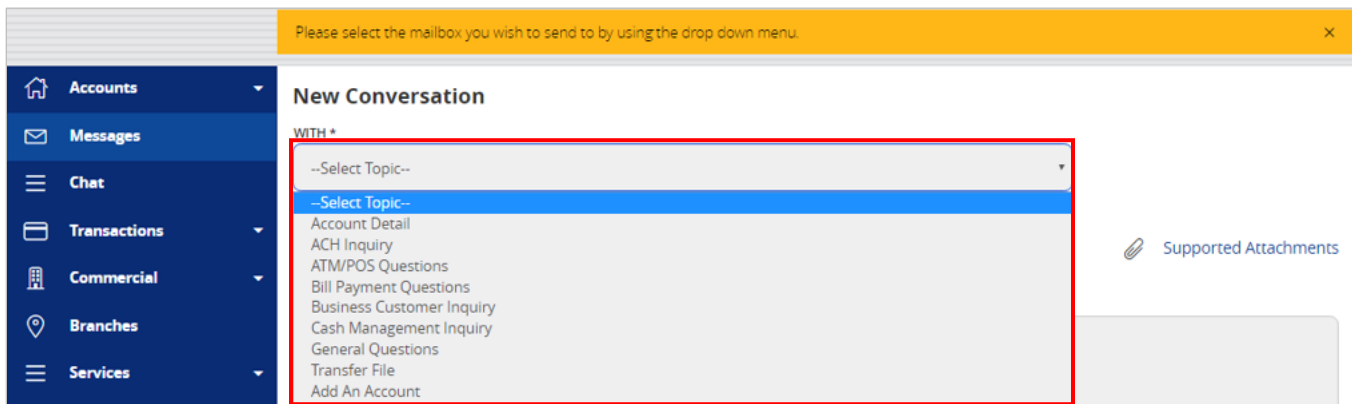 Please select the mailbox you wish to send to by using the drop down menu. ×
Accounts
Messages
Chat
Transactions
Commercial
Branches
Services
New Conversation
WITH *
--Select Topic--
--Select Topic--
Account Detail
ACH Inquiry
ATM/POS Questions
Bill Payment Questions
Business Customer Inquiry
Cash Management Inquiry
General Questions
Transfer File
Add An Account
Supported Attachments